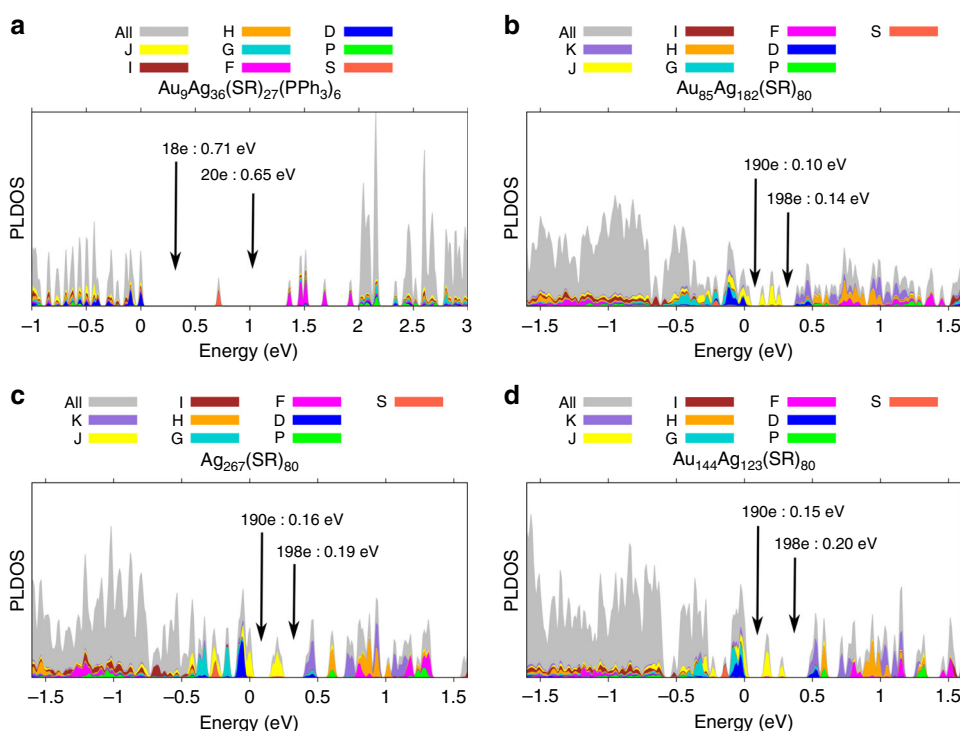 a
All H D
J G P
I F S
Au9Ag36(SR)27(PPh3)6
18e : 0.71 eV
20e : 0.65 eV
PLDOS
−1 −0.5 0 0.5 1 1.5 2 2.5 3
Energy (eV)
b
All I F S
K H D
J G P
Au85Ag182(SR)80
190e : 0.10 eV
198e : 0.14 eV
PLDOS
−1.5 −1 −0.5 0 0.5 1 1.5
Energy (eV)
c
All I F S
K H D
J G P
Ag267(SR)80
190e : 0.16 eV
198e : 0.19 eV
PLDOS
−1.5 −1 −0.5 0 0.5 1 1.5
Energy (eV)
d
All I F S
K H D
J G P
Au144Ag123(SR)80
190e : 0.15 eV
198e : 0.20 eV
PLDOS
−1.5 −1 −0.5 0 0.5 1 1.5
Energy (eV)